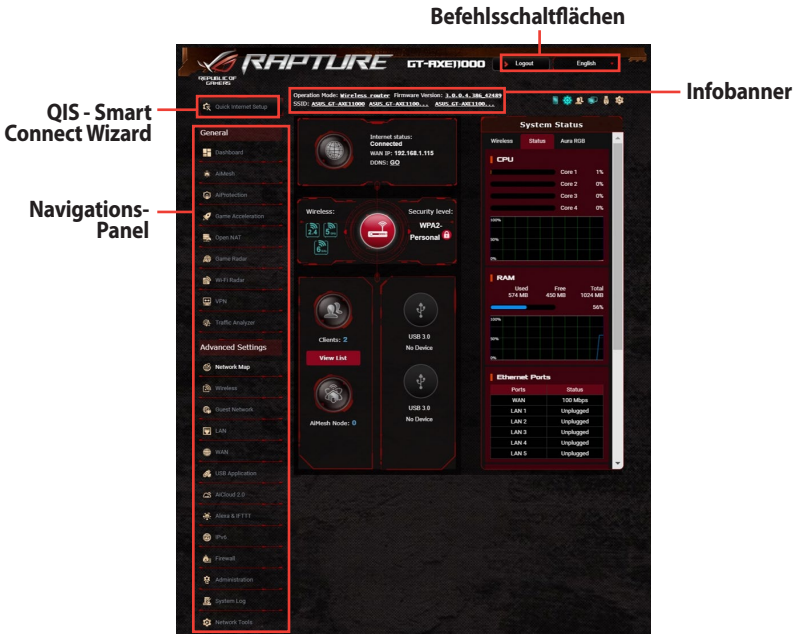 Befehlsschaltflächen
REPUBLIC OF
GAMERS
RAPTURE
GT-AXE11000
Logout
English
Infobanner
Operation Mode: Wireless router Firmware Version: 3.0.0.4.386_42489
SSID: ASUS_GT-AXE11000 ASUS_GT-AXE1100... ASUS_GT-AXE1100...
QIS - Smart
Connect Wizard
Quick Internet Setup
Navigations-
Panel
General
Dashboard
AiMesh
AiProtection
Game Acceleration
Open NAT
Game Radar
Wi-Fi Radar
VPN
Traffic Analyzer
Advanced Settings
Network Map
Wireless
Guest Network
LAN
WAN
USB Application
AiCloud 2.0
Alexa & IFTTT
IPv6
Firewall
Administration
System Log
Network Tools
Internet status:
Connected
WAN IP: 192.168.1.115
DDNS: GO
Wireless:
2.4
5
6
Security level:
WPA2-
Personal
Clients: 2
View List
AiMesh Node: 0
USB 3.0
No Device
USB 3.0
No Device
System Status
Wireless Status Aura RGB
CPU
Core 1 1%
Core 2 0%
Core 3 0%
Core 4 0%
100%
50%
0%
RAM
Used Free Total
574 MB 450 MB 1024 MB
56%
100%
50%
0%
Ethernet Ports
Ports Status
WAN 100 Mbps
LAN 1 Unplugged
LAN 2 Unplugged
LAN 3 Unplugged
LAN 4 Unplugged
LAN 5 Unplugged